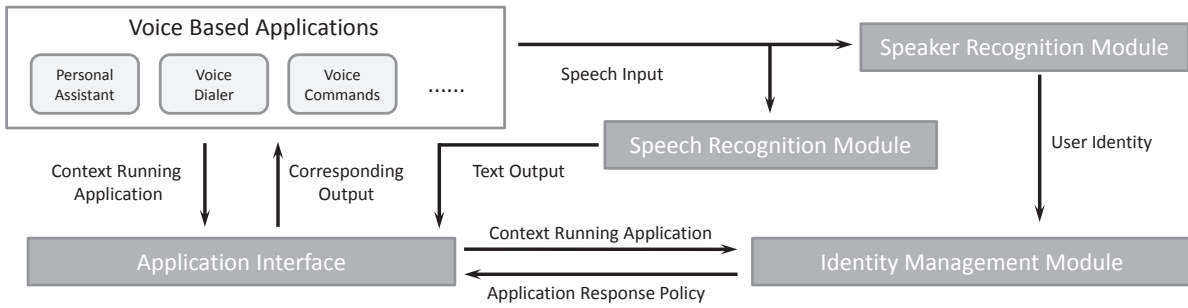 Voice Based Applications
Personal
Assistant
Voice
Dialer
Voice
Commands
......
Speech Input
Speaker Recognition Module
Speech Recognition Module
User Identity
Context Running
Application
Corresponding
Output
Text Output
Application Interface
Context Running Application
Application Response Policy
Identity Management Module